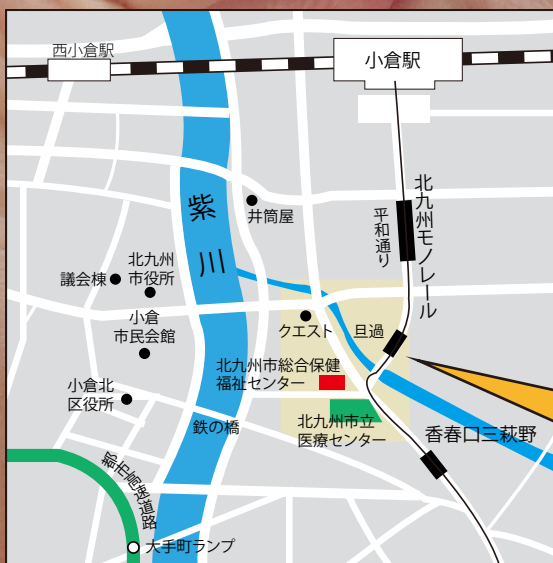 西小倉駅
小倉駅
紫川
井筒屋
北九州モノレール
平和通り
北九州
市役所
議会棟
小倉
市民会館
クエスト
旦過
北九州市総合保健
福祉センター
小倉北
区役所
鉄の橋
北九州市立
医療センター
香春口三萩野
都市高速道路
大手町ランプ